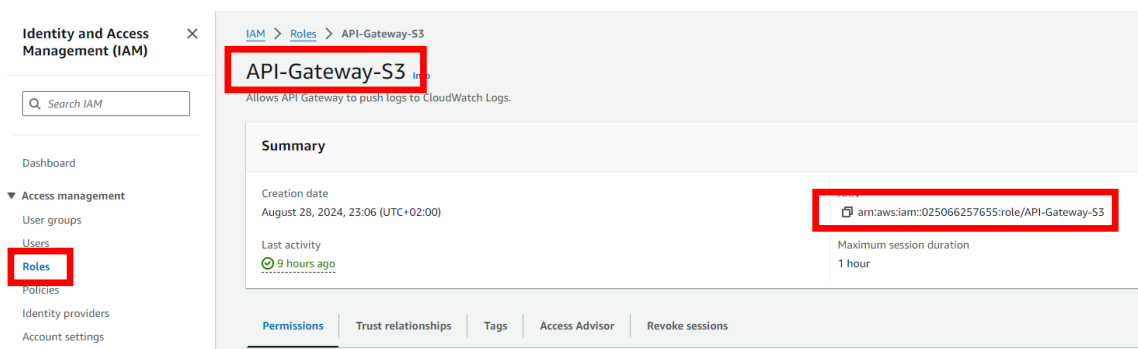 Identity and Access
Management (IAM)
Search IAM
Dashboard
Access management
User groups
Users
Roles
Policies
Identity providers
Account settings
IAM > Roles > API-Gateway-S3
API-Gateway-S3 Info
Allows API Gateway to push logs to CloudWatch Logs.
Summary
Creation date
August 28, 2024, 23:06 (UTC+02:00)
Last activity
9 hours ago
arn:aws:iam::025066257655:role/API-Gateway-S3
Maximum session duration
1 hour
Permissions
Trust relationships
Tags
Access Advisor
Revoke sessions